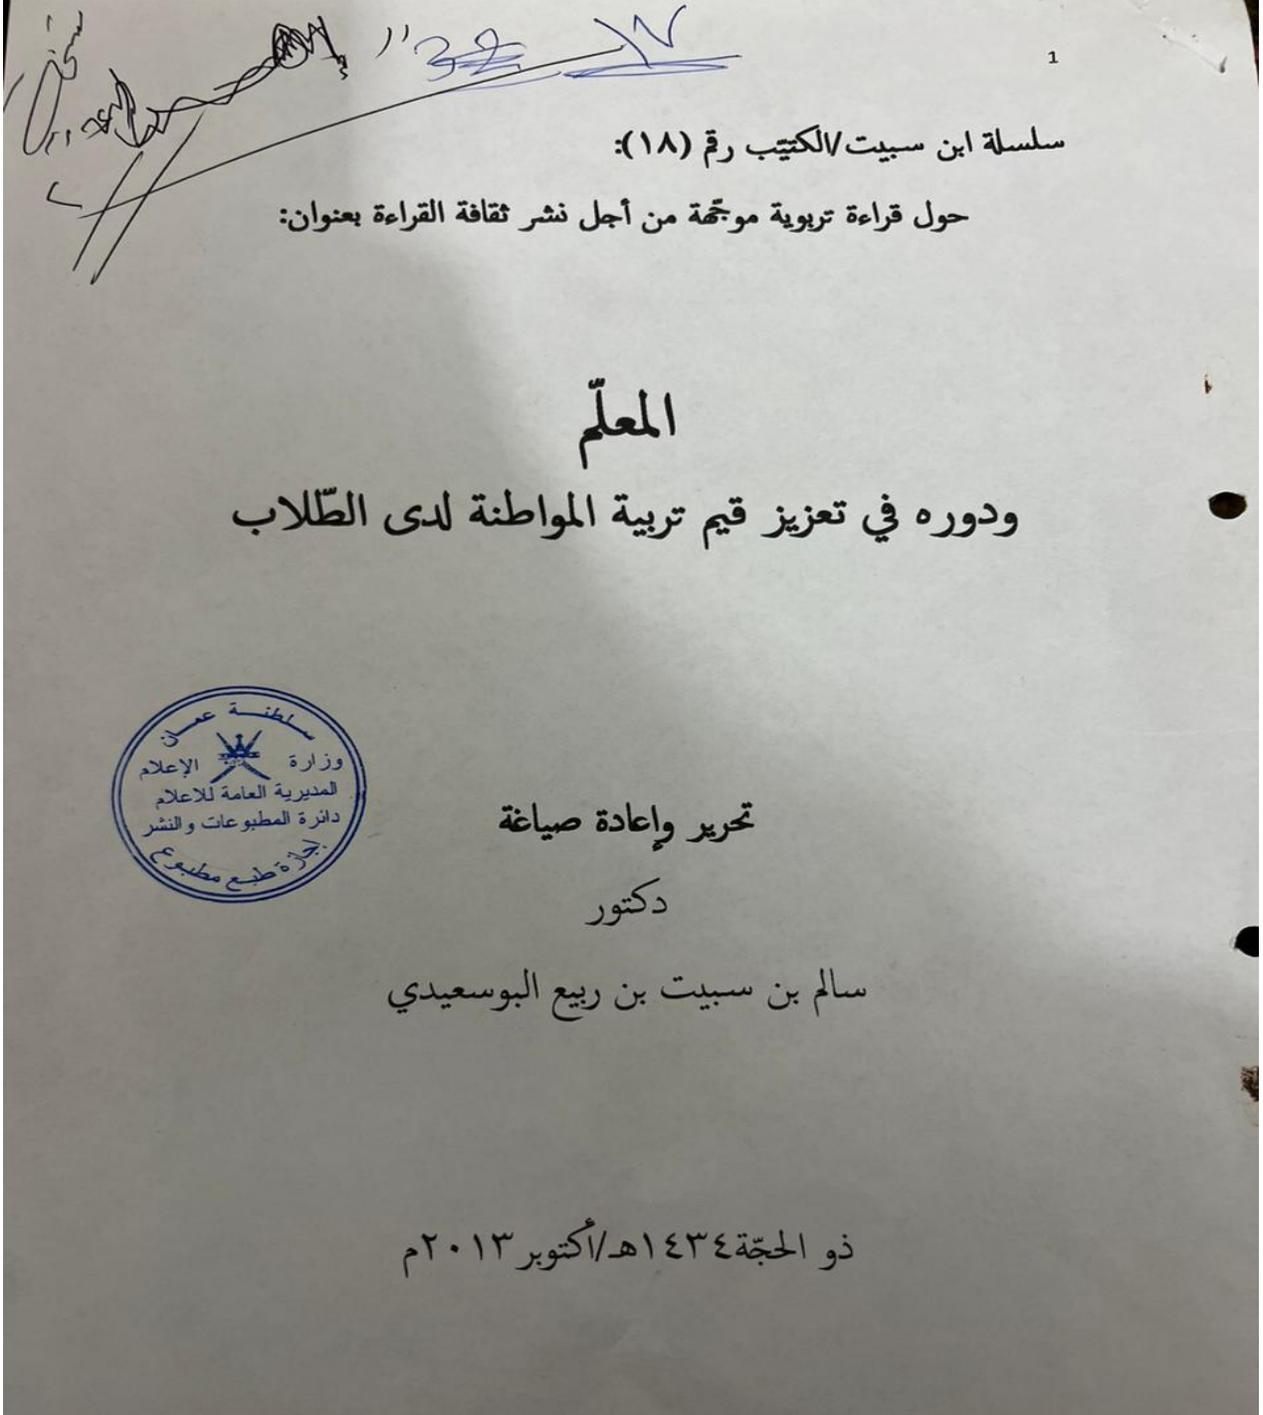 1
سلسلة ابن سبيت/الكتيّب رقم (١٨):
حول قراءة تربوية موجّهة من أجل نشر ثقافة القراءة بعنوان:
المعلّم
ودوره في تعزيز قيم تربية المواطنة لدى الطّلاب
سلطنة عمان
وزارة الإعلام
المديرية العامة للاعلام
دائرة المطبوعات والنشر
إجازة طبع مطبوع
تحرير وإعادة صياغة
دكتور
سالم بن سبيت بن ربيع البوسعيدي
ذو الحجّة١٤٣٤هـ/أكتوبر٢٠١٣م